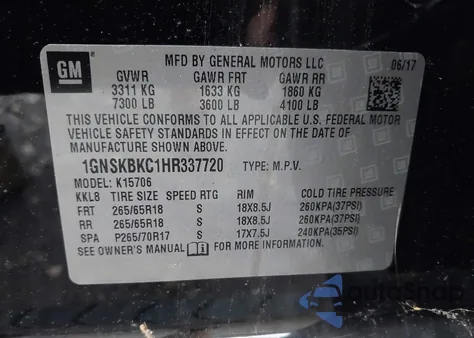 GM
MFD BY GENERAL MOTORS LLC 06/17
GVWR GAWR FRT GAWR RR
3311 KG 1633 KG 1860 KG
7300 LB 3600 LB 4100 LB
THIS VEHICLE CONFORMS TO ALL APPLICABLE U.S. FEDERAL MOTOR
VEHICLE SAFETY STANDARDS IN EFFECT ON THE DATE OF
MANUFACTURE SHOWN ABOVE.
1GNSKBKC1HR337720 TYPE: M.P.V.
MODEL: K15706
KKL8 TIRE SIZE SPEED RTG RIM COLD TIRE PRESSURE
FRT 265/65R18 S 18X8.5J 260KPA(37PSI)
RR 265/65R18 S 18X8.5J 260KPA(37PSI)
SPA P265/70R17 S 17X7.5J 240KPA(35PSI)
SEE OWNER'S MANUAL FOR MORE INFORMATION.
AutoSnap